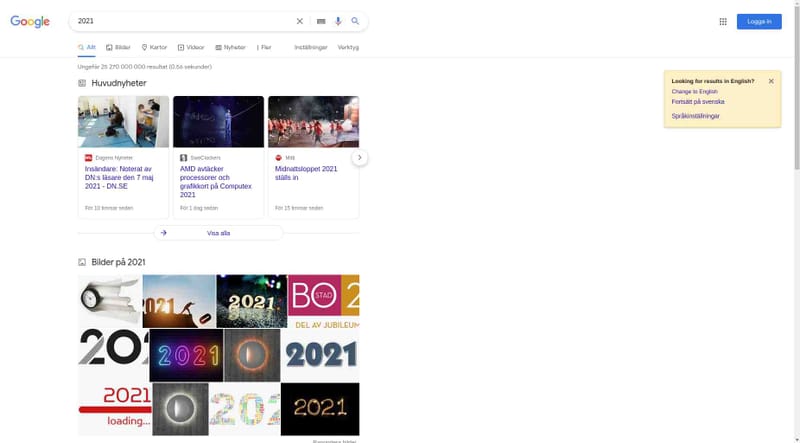 Google
2021
Logga in
Allt
Bilder
Kartor
Videor
Nyheter
Fler
Inställningar
Verktyg
Ungefär 25 270 000 000 resultat (0,56 sekunder)
Looking for results in English?
Change to English
Fortsätt på svenska
Språkinställningar
Huvudnyheter
Dagens Nyheter
Insändare: Noterat av
DN:s läsare den 7 maj
2021 - DN.SE
För 10 timmar sedan
SweClockers
AMD avtäcker
processorer och
grafikkort på Computex
2021
För 1 dag sedan
Mitti
Midnattsloppet 2021
ställs in
För 15 timmar sedan
Visa alla
Bilder på 2021
2021
2021
BO
STAD
2
DEL AV JUBILEUM
202
2021
2021
2021
loading...
202
2021